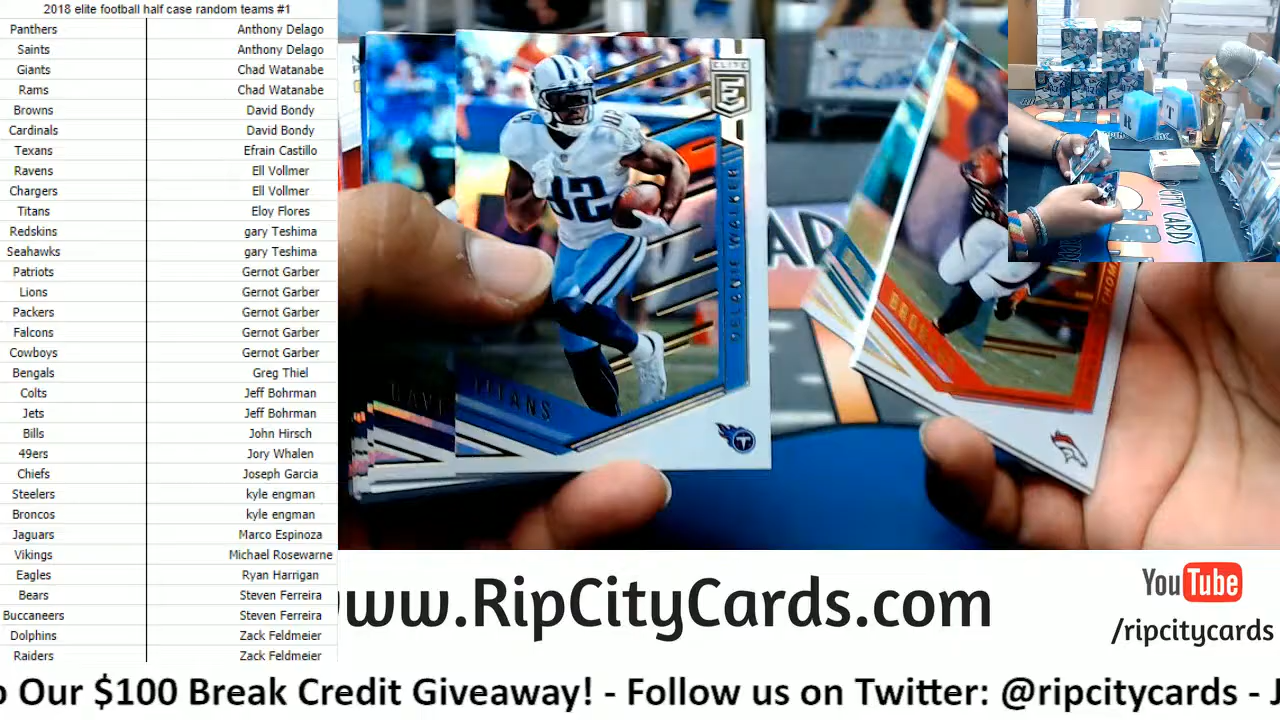 2018 elite football half case random teams #1
Panthers Anthony Delago
Saints Anthony Delago
Giants Chad Watanabe
Rams Chad Watanabe
Browns David Bondy
Cardinals David Bondy
Texans Efrain Castillo
Ravens Ell Vollmer
Chargers Ell Vollmer
Titans Eloy Flores
Redskins gary Teshima
Seahawks gary Teshima
Patriots Gernot Garber
Lions Gernot Garber
Packers Gernot Garber
Falcons Gernot Garber
Cowboys Gernot Garber
Bengals Greg Thiel
Colts Jeff Bohrman
Jets Jeff Bohrman
Bills John Hirsch
49ers Jory Whalen
Chiefs Joseph Garcia
Steelers kyle engman
Broncos kyle engman
Jaguars Marco Espinoza
Vikings Michael Rosewarne
Eagles Ryan Harrigan
Bears Steven Ferreira
Buccaneers Steven Ferreira
Dolphins Zack Feldmeier
Raiders Zack Feldmeier
ELITE
E
82
DELANIE WALKER
TITANS
T
R T
CARDS
ww.RipCityCards.com
YouTube
/ripcitycards
o Our $100 Break Credit Giveaway! - Follow us on Twitter: @ripcitycards - J